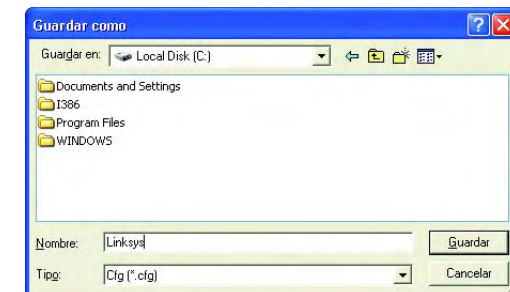 Guardar como
Guardar en: Local Disk (C:)
Documents and Settings
I386
Program Files
WINDOWS
Nombre: Linksys Guardar
Tipo: Cfg (*.cfg) Cancelar